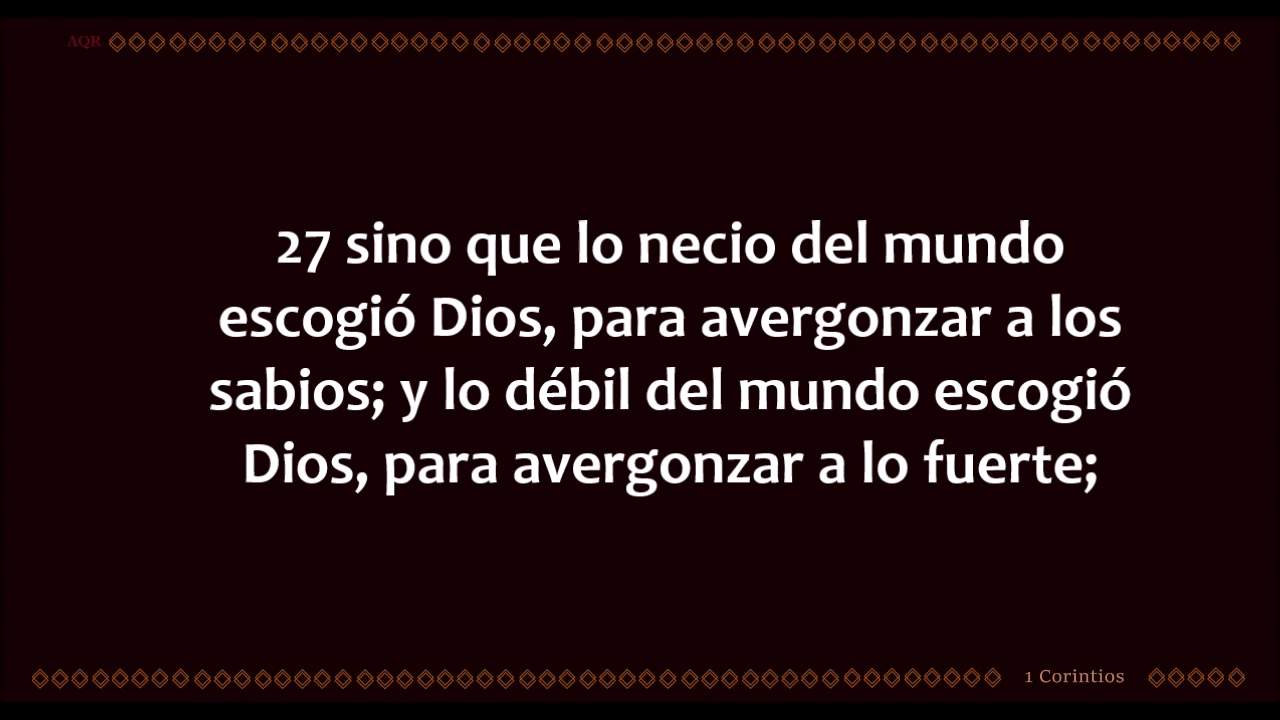 AQR
27 sino que lo necio del mundo
escogió Dios, para avergonzar a los
sabios; y lo débil del mundo escogió
Dios, para avergonzar a lo fuerte;
1 Corintios